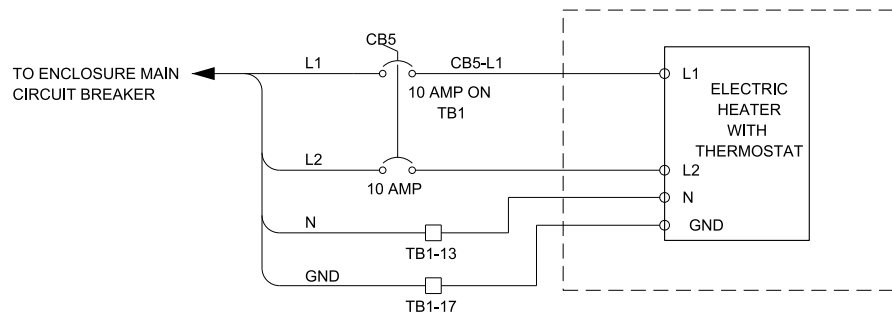 CB5
L1
CB5-L1
TO ENCLOSURE MAIN
CIRCUIT BREAKER
10 AMP ON
TB1
L1
ELECTRIC
HEATER
WITH
THERMOSTAT
L2
10 AMP
L2
N
N
TB1-13
GND
GND
TB1-17